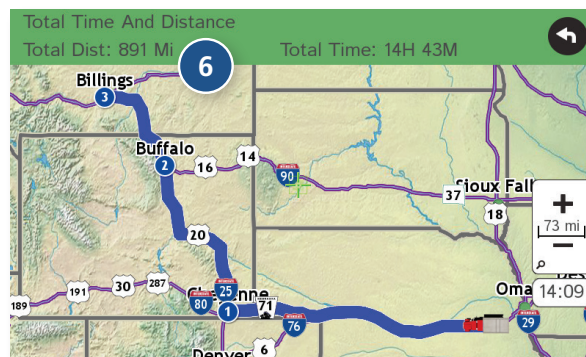 Total Time And Distance
Total Dist: 891 Mi
Total Time: 14H 43M
6
Billings
3
Buffalo
2
16
14
90
Sioux Fal
37
18
+
73 mi
−
20
14:09
25
287
30
191
189
80
1
71
76
Oma
29
6
Denver